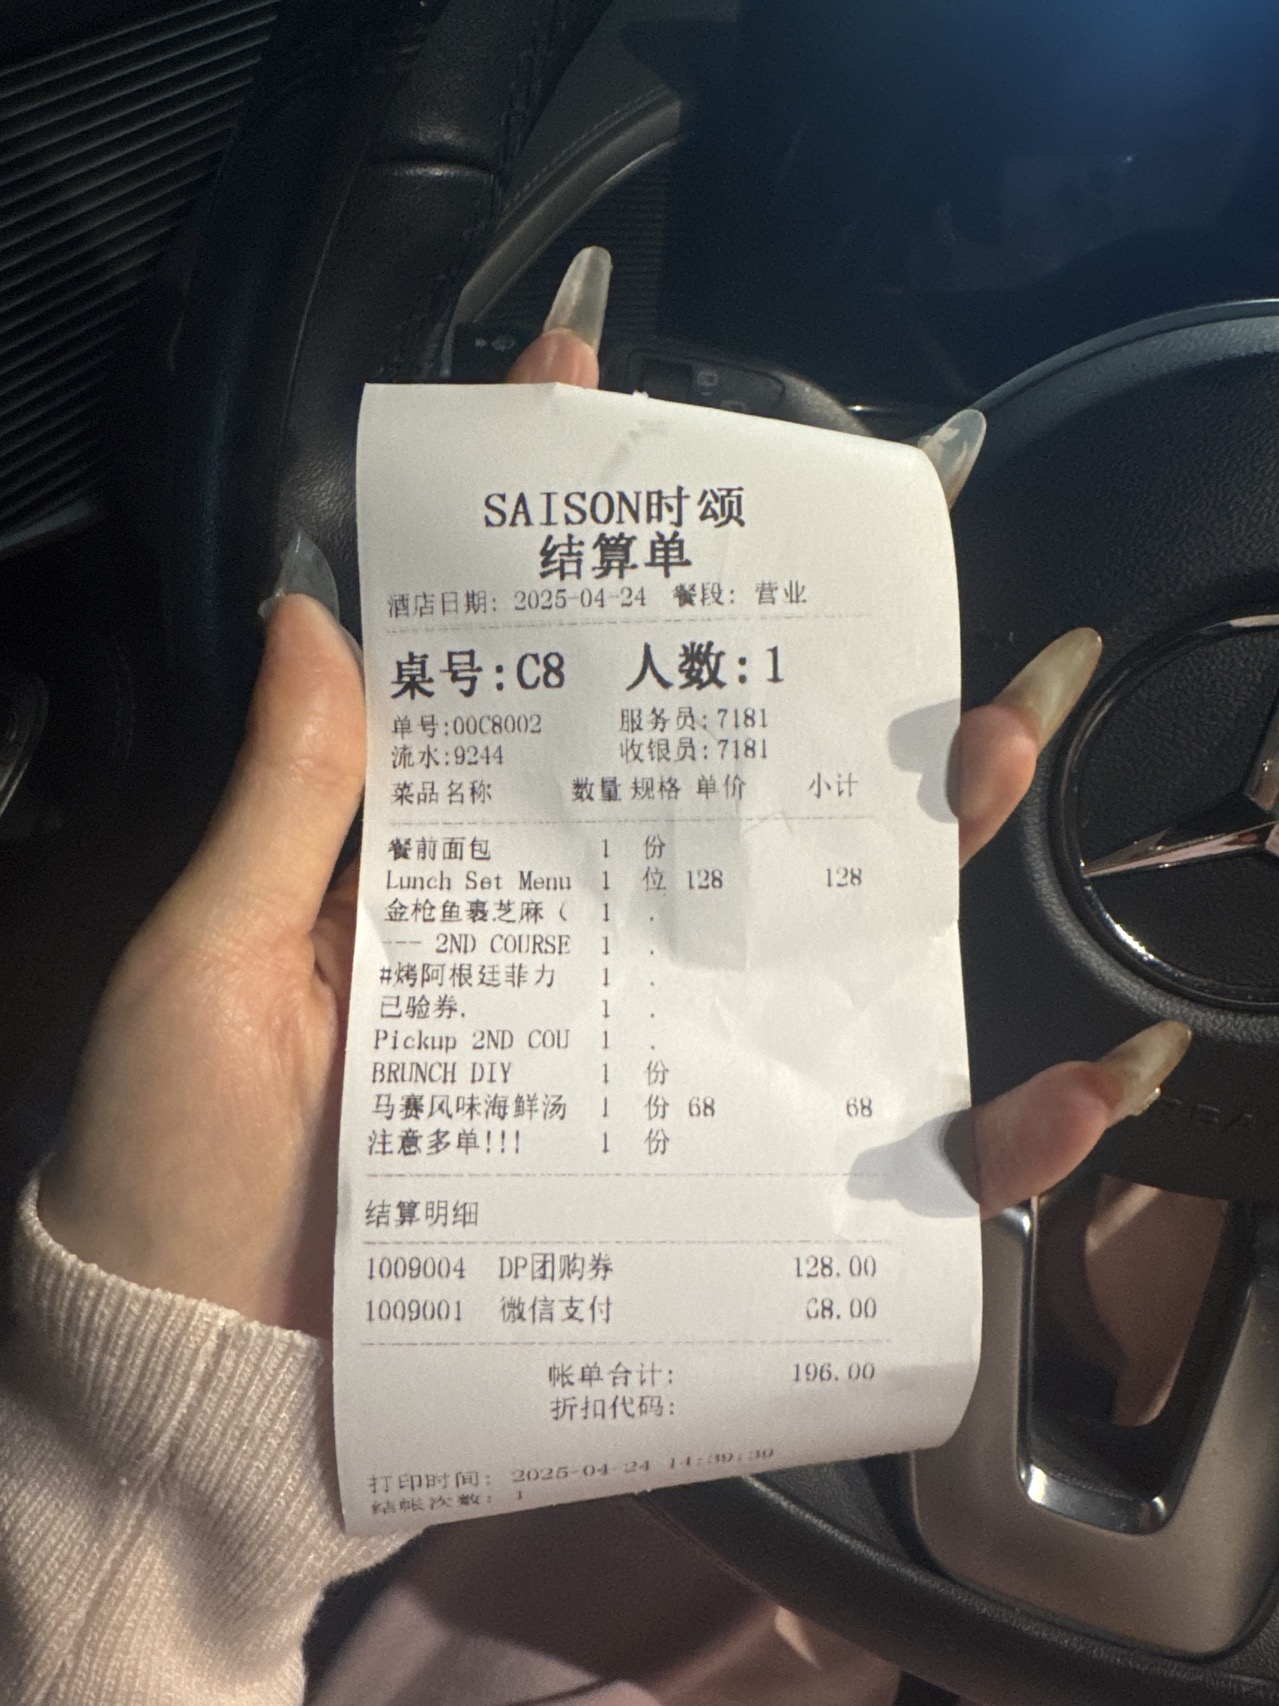 SAISON时颂
结算单
酒店日期: 2025-04-24 餐段: 营业
桌号:C8 人数:1
单号:00C8002 服务员:7181
流水:9244 收银员:7181
菜品名称 数量 规格 单价 小计
餐前面包 1 份
Lunch Set Menu 1 位 128 128
金枪鱼裹芝麻( 1 .
--- 2ND COURSE 1 .
#烤阿根廷菲力 1 .
已验券. 1 .
Pickup 2ND COU 1 .
BRUNCH DIY 1 份
马赛风味海鲜汤 1 份 68 68
注意多单!!! 1 份
结算明细
1009004 DP团购券 128.00
1009001 微信支付 68.00
帐单合计: 196.00
折扣代码:
打印时间: 2025-04-24 14:39:39
结帐次数: 1